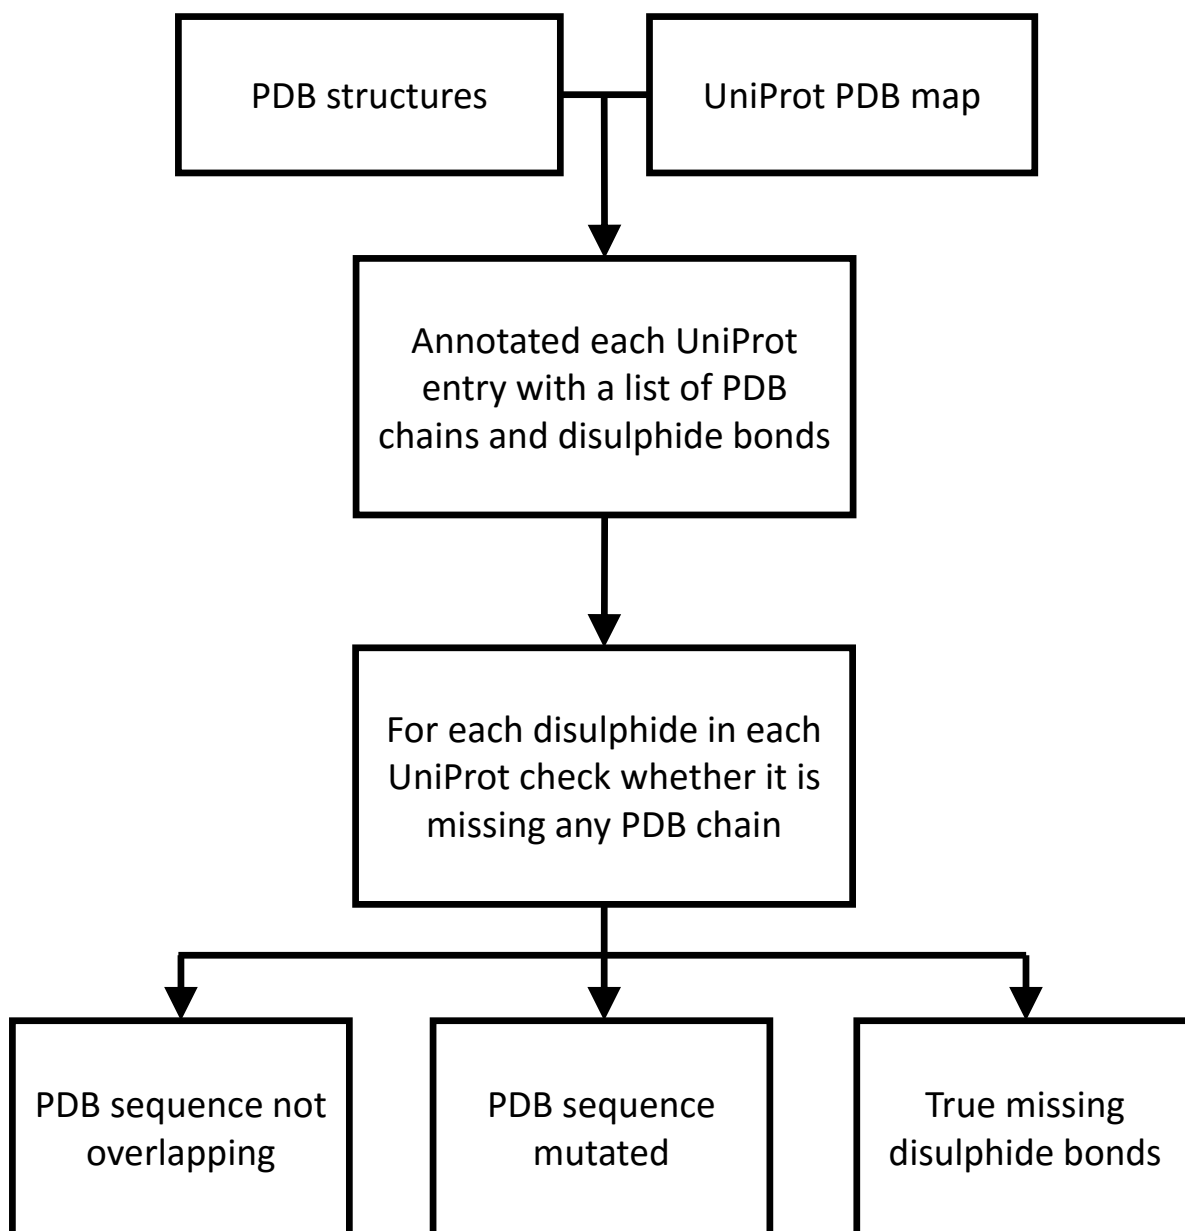 PDB structures
UniProt PDB map
Annotated each UniProt
entry with a list of PDB
chains and disulphide bonds
For each disulphide in each
UniProt check whether it is
missing any PDB chain
PDB sequence not
overlapping
PDB sequence
mutated
True missing
disulphide bonds